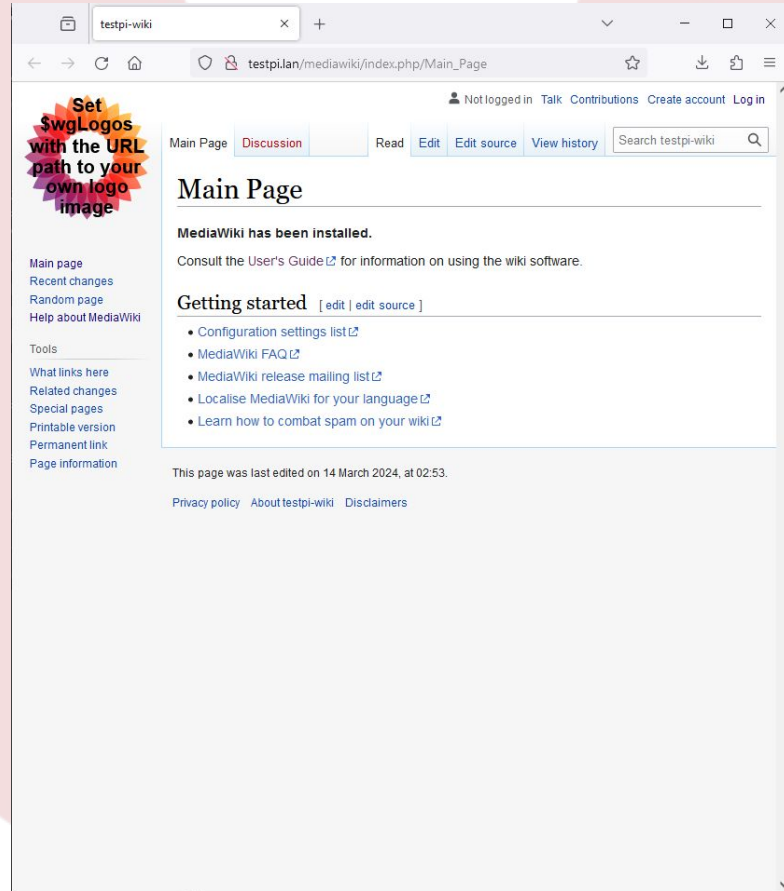 testpi-wiki
testpi.lan/mediawiki/index.php/Main_Page
Set
$wgLogos
with the URL
path to your
own logo
image
Not logged in Talk Contributions Create account Log in
Main Page Discussion Read Edit Edit source View history Search testpi-wiki
Main Page
MediaWiki has been installed.
Consult the User's Guide for information on using the wiki software.
Getting started [ edit | edit source ]
• Configuration settings list
• MediaWiki FAQ
• MediaWiki release mailing list
• Localise MediaWiki for your language
• Learn how to combat spam on your wiki
Main page
Recent changes
Random page
Help about MediaWiki
Tools
What links here
Related changes
Special pages
Printable version
Permanent link
Page information
This page was last edited on 14 March 2024, at 02:53.
Privacy policy About testpi-wiki Disclaimers